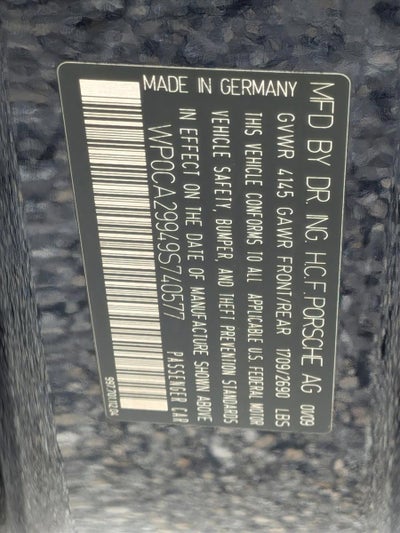 MFD BY DR. ING. H.C.F. PORSCHE AG 01/09
GVWR 4145 GAWR FRONT/REAR 1709/2690 LBS
THIS VEHICLE CONFORMS TO ALL APPLICABLE U.S. FEDERAL MOTOR
VEHICLE SAFETY, BUMPER, AND THEFT PREVENTION STANDARDS
IN EFFECT ON THE DATE OF MANUFACTURE SHOWN ABOVE
WP0CA29949S740577 PASSENGER CAR
MADE IN GERMANY